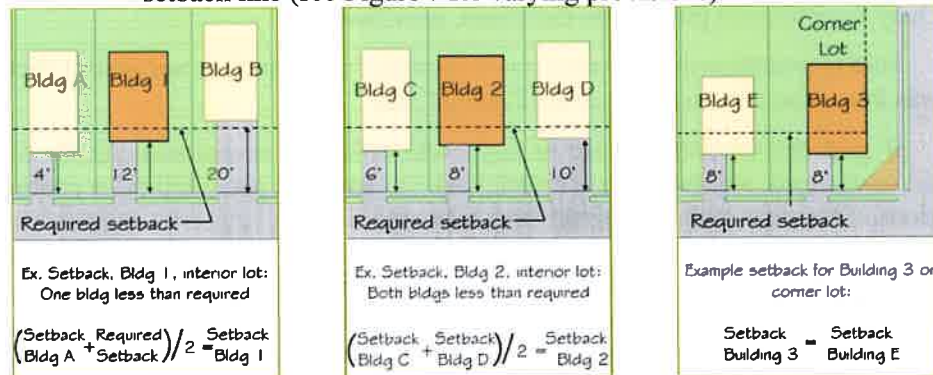 Bldg A
Bldg 1
Bldg B
4'
12'
20'
Required setback
Ex. Setback, Bldg 1, interior lot:
One bldg less than required
(Setback Bldg A + Required Setback)/2 = Setback Bldg 1
Bldg C
Bldg 2
Bldg D
6'
8'
10'
Required setback
Ex. Setback, Bldg 2, interior lot:
Both bldgs less than required
(Setback Bldg C + Setback Bldg D)/2 = Setback Bldg 2
Corner
Lot
Bldg E
Bldg 3
8'
8'
Required setback
Example setback for Building 3 on
corner lot:
Setback Building 3 = Setback Building E